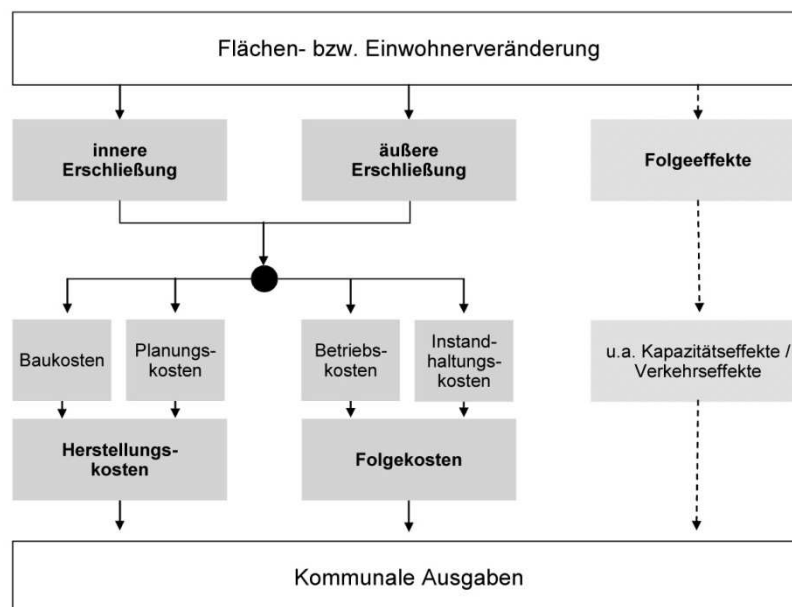 Flächen- bzw. Einwohnerveränderung
innere
Erschließung
äußere
Erschließung
Folgeeffekte
Baukosten
Planungs-
kosten
Betriebs-
kosten
Instand-
haltungs-
kosten
u.a. Kapazitätseffekte /
Verkehrseffekte
Herstellungs-
kosten
Folgekosten
Kommunale Ausgaben